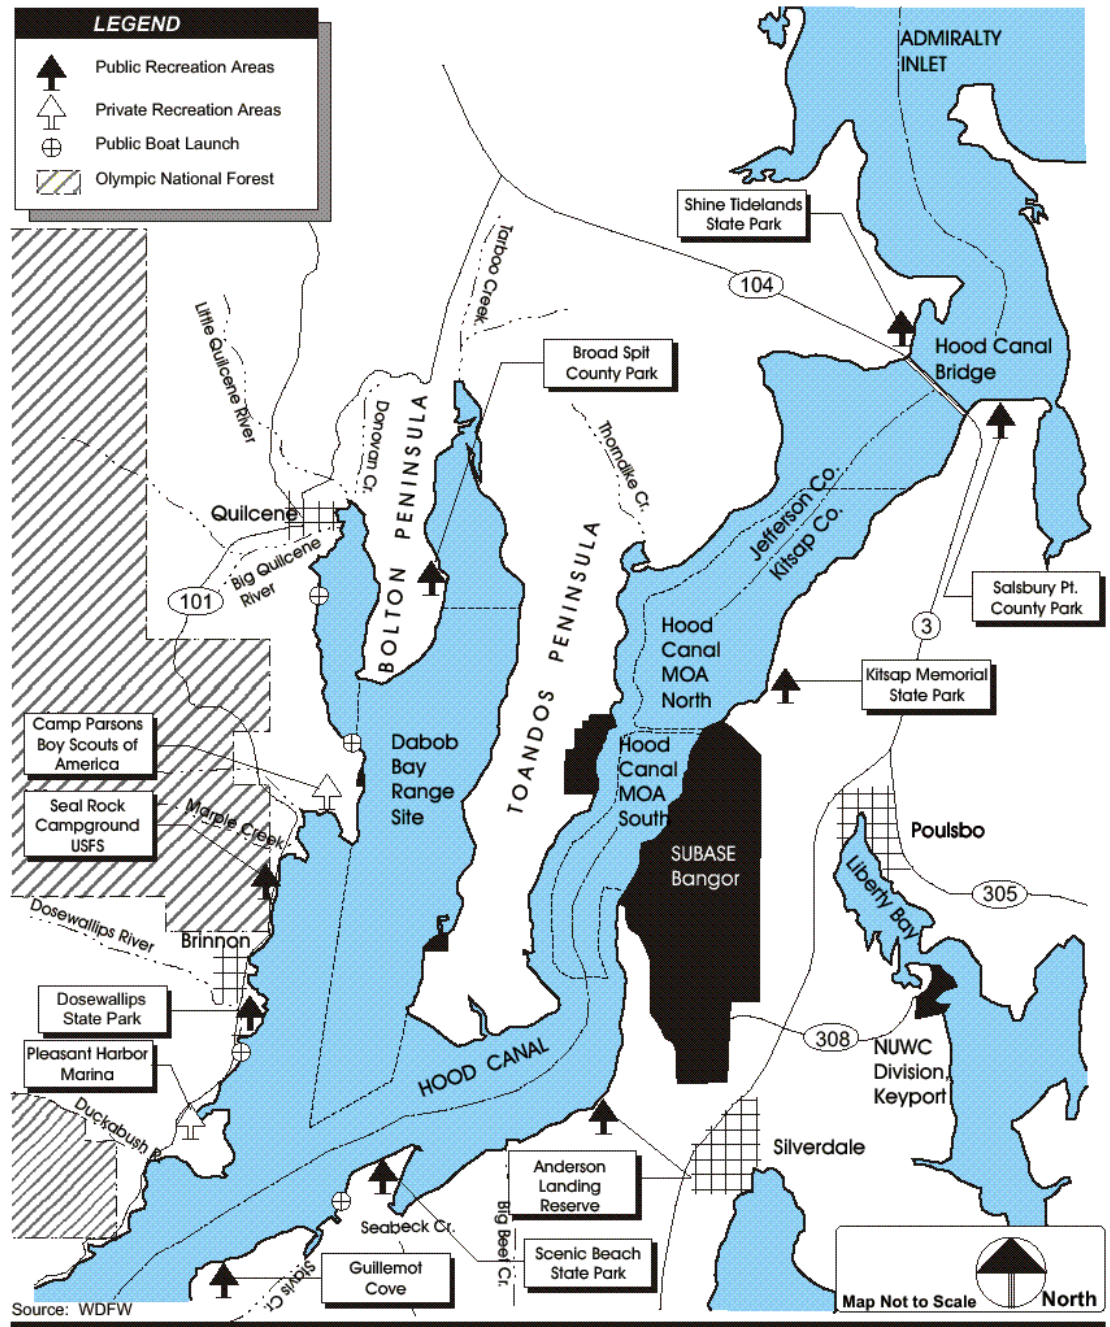 LEGEND
Public Recreation Areas
Private Recreation Areas
Public Boat Launch
Olympic National Forest
ADMIRALTY
INLET
Shine Tidelands
State Park
104
Tarboo Creek
Little Quilcene River
Hood Canal
Bridge
Broad Spit
County Park
Donovan Cr.
BOLTON PENINSULA
Thorndike Cr.
Quilcene
Big Quilcene
River
101
Jefferson Co.
Kitsap Co.
TOANDOS PENINSULA
Salsbury Pt.
County Park
3
Hood
Canal
MOA
North
Kitsap Memorial
State Park
Camp Parsons
Boy Scouts of
America
Dabob
Bay
Range
Site
Hood
Canal
MOA
South
Seal Rock
Campground
USFS
Marple Creek
SUBASE
Bangor
Poulsbo
Liberty Bay
305
Dosewallips River
Brinnon
Dosewallips
State Park
Pleasant Harbor
Marina
308
NUWC
Division,
Keyport
HOOD CANAL
Duckabush R.
Silverdale
Anderson
Landing
Reserve
Seabeck Cr.
Big Beef Cr.
Scenic Beach
State Park
Guillemot
Cove
Stavis Cr.
Map Not to Scale
North
Source: WDFW